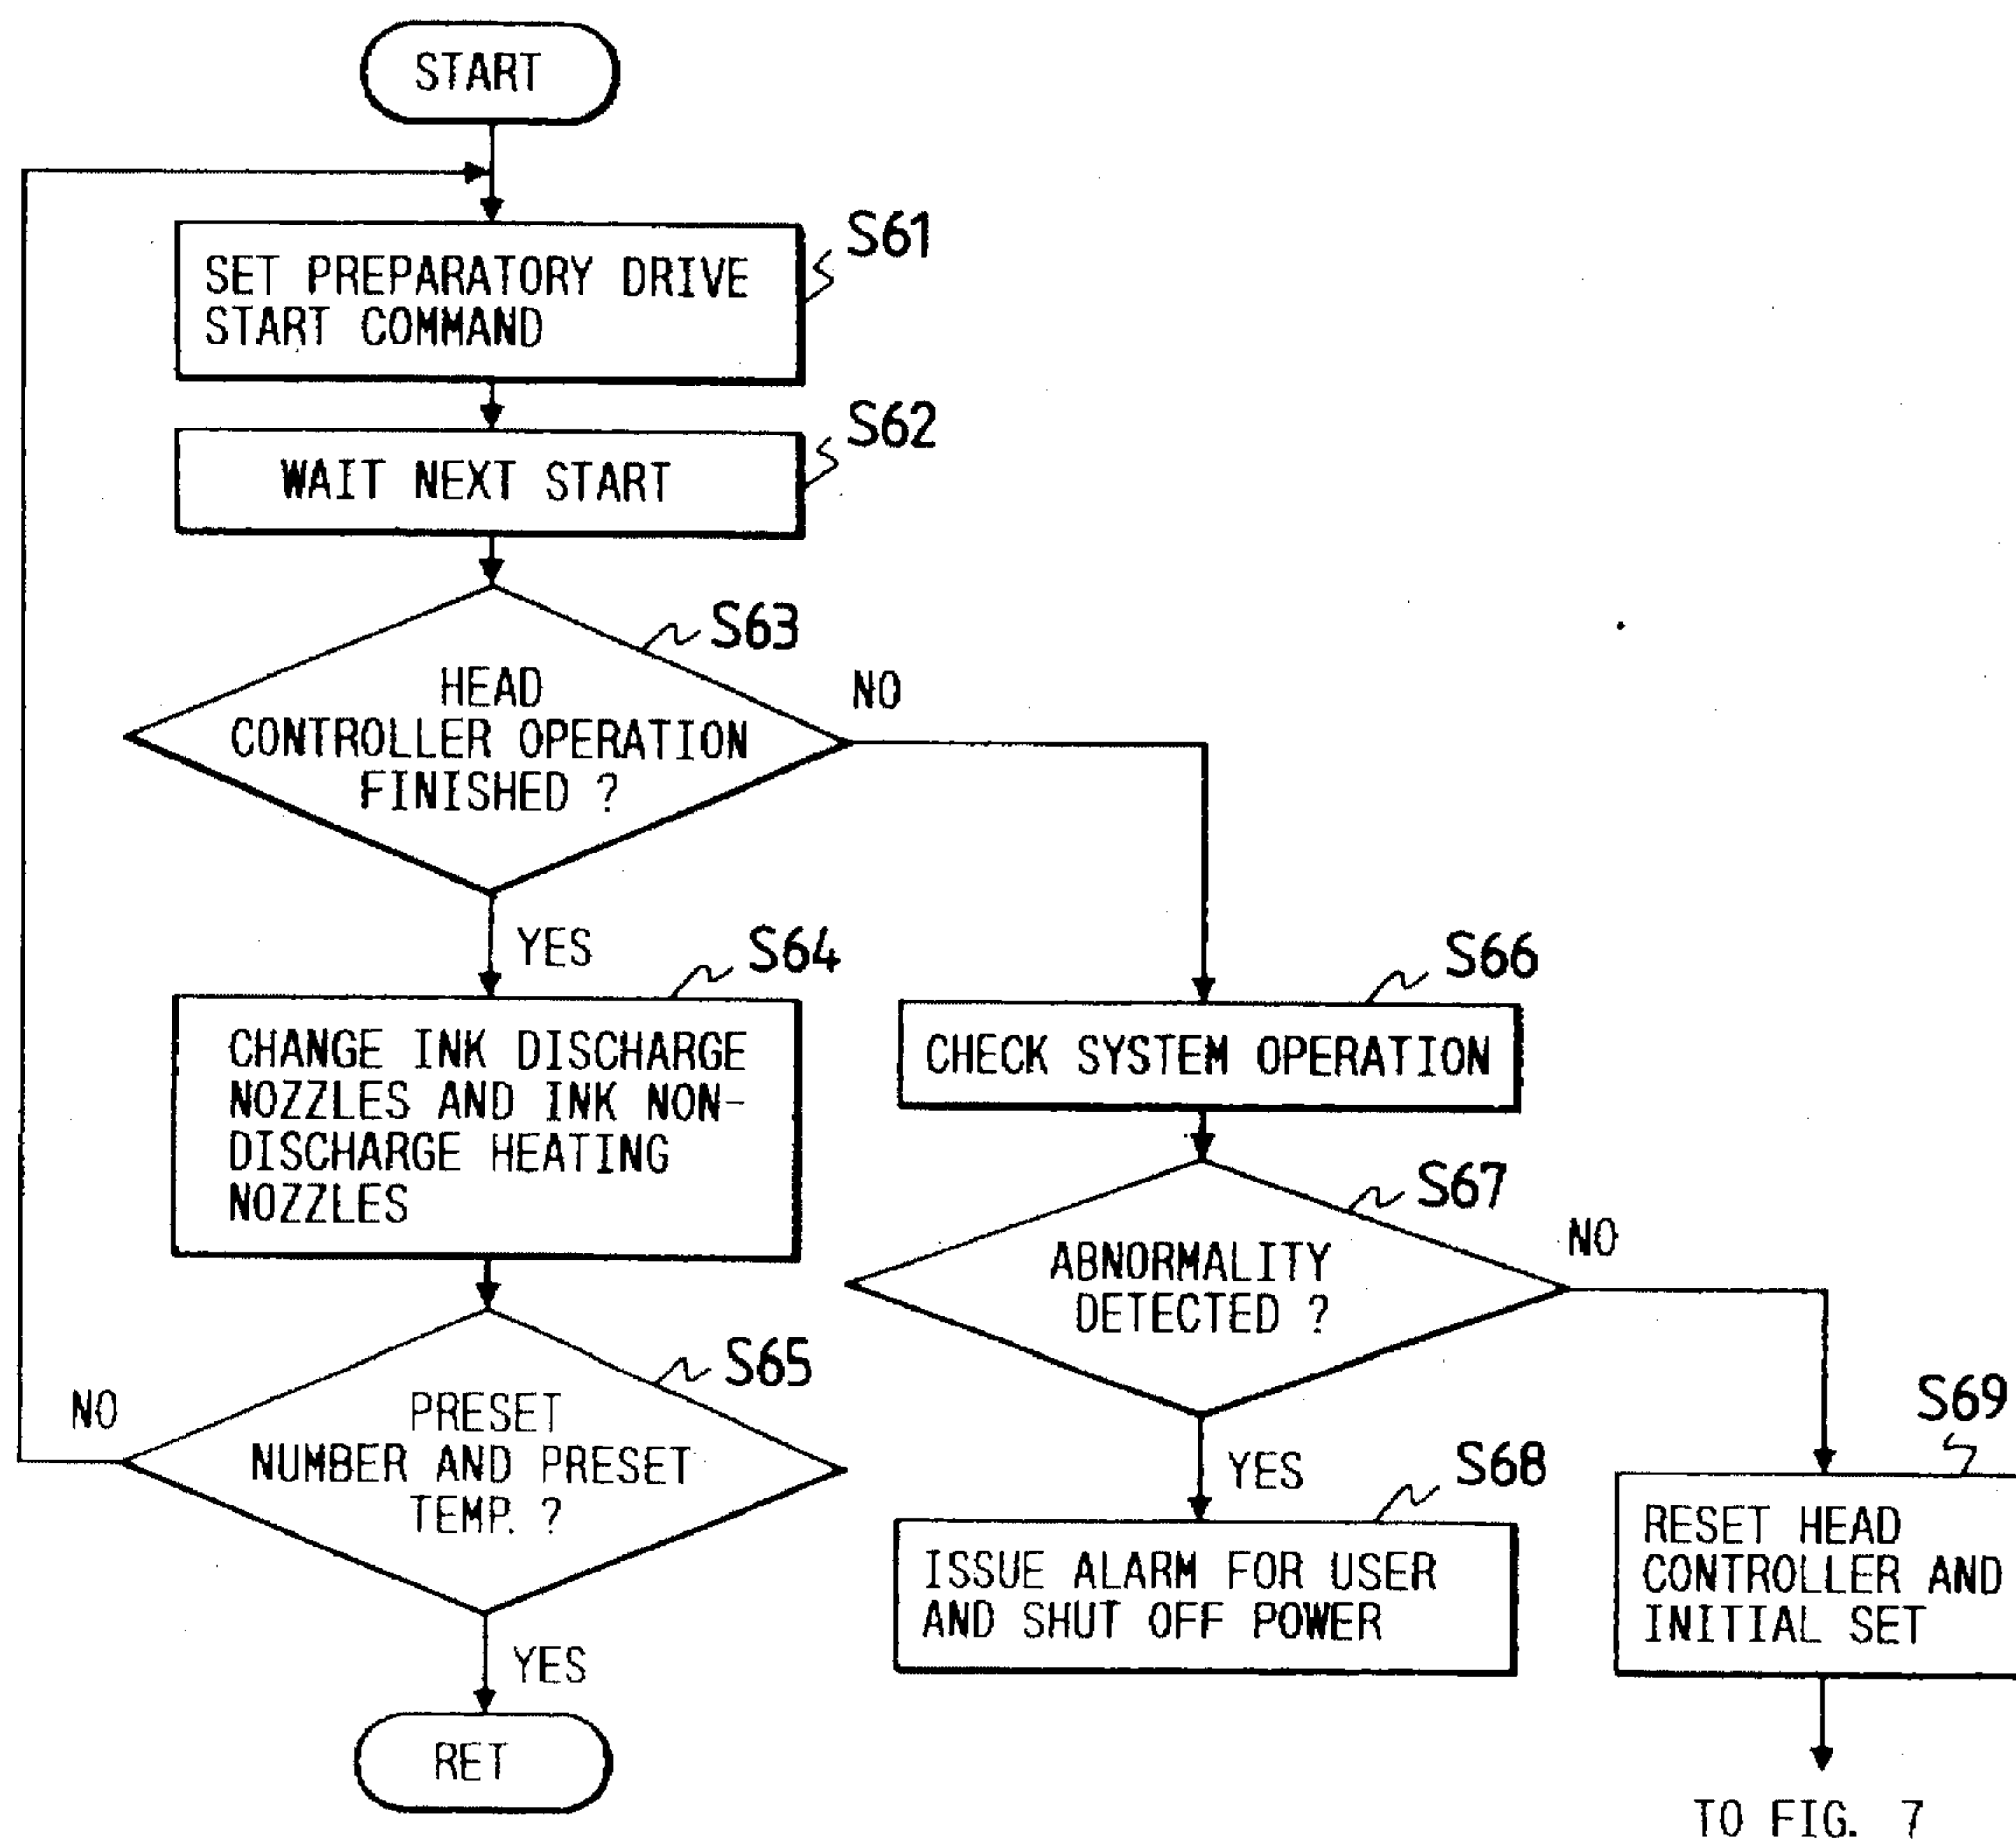 START
S61
SET PREPARATORY DRIVE
START COMMAND
S62
WAIT NEXT START
S63
HEAD
CONTROLLER OPERATION
FINISHED ?
NO
YES
S64
CHANGE INK DISCHARGE
NOZZLES AND INK NON-
DISCHARGE HEATING
NOZZLES
S65
PRESET
NUMBER AND PRESET
TEMP. ?
NO
YES
RET
S66
CHECK SYSTEM OPERATION
S67
ABNORMALITY
DETECTED ?
NO
YES
S68
ISSUE ALARM FOR USER
AND SHUT OFF POWER
S69
RESET HEAD
CONTROLLER AND
INITIAL SET
TO FIG. 7